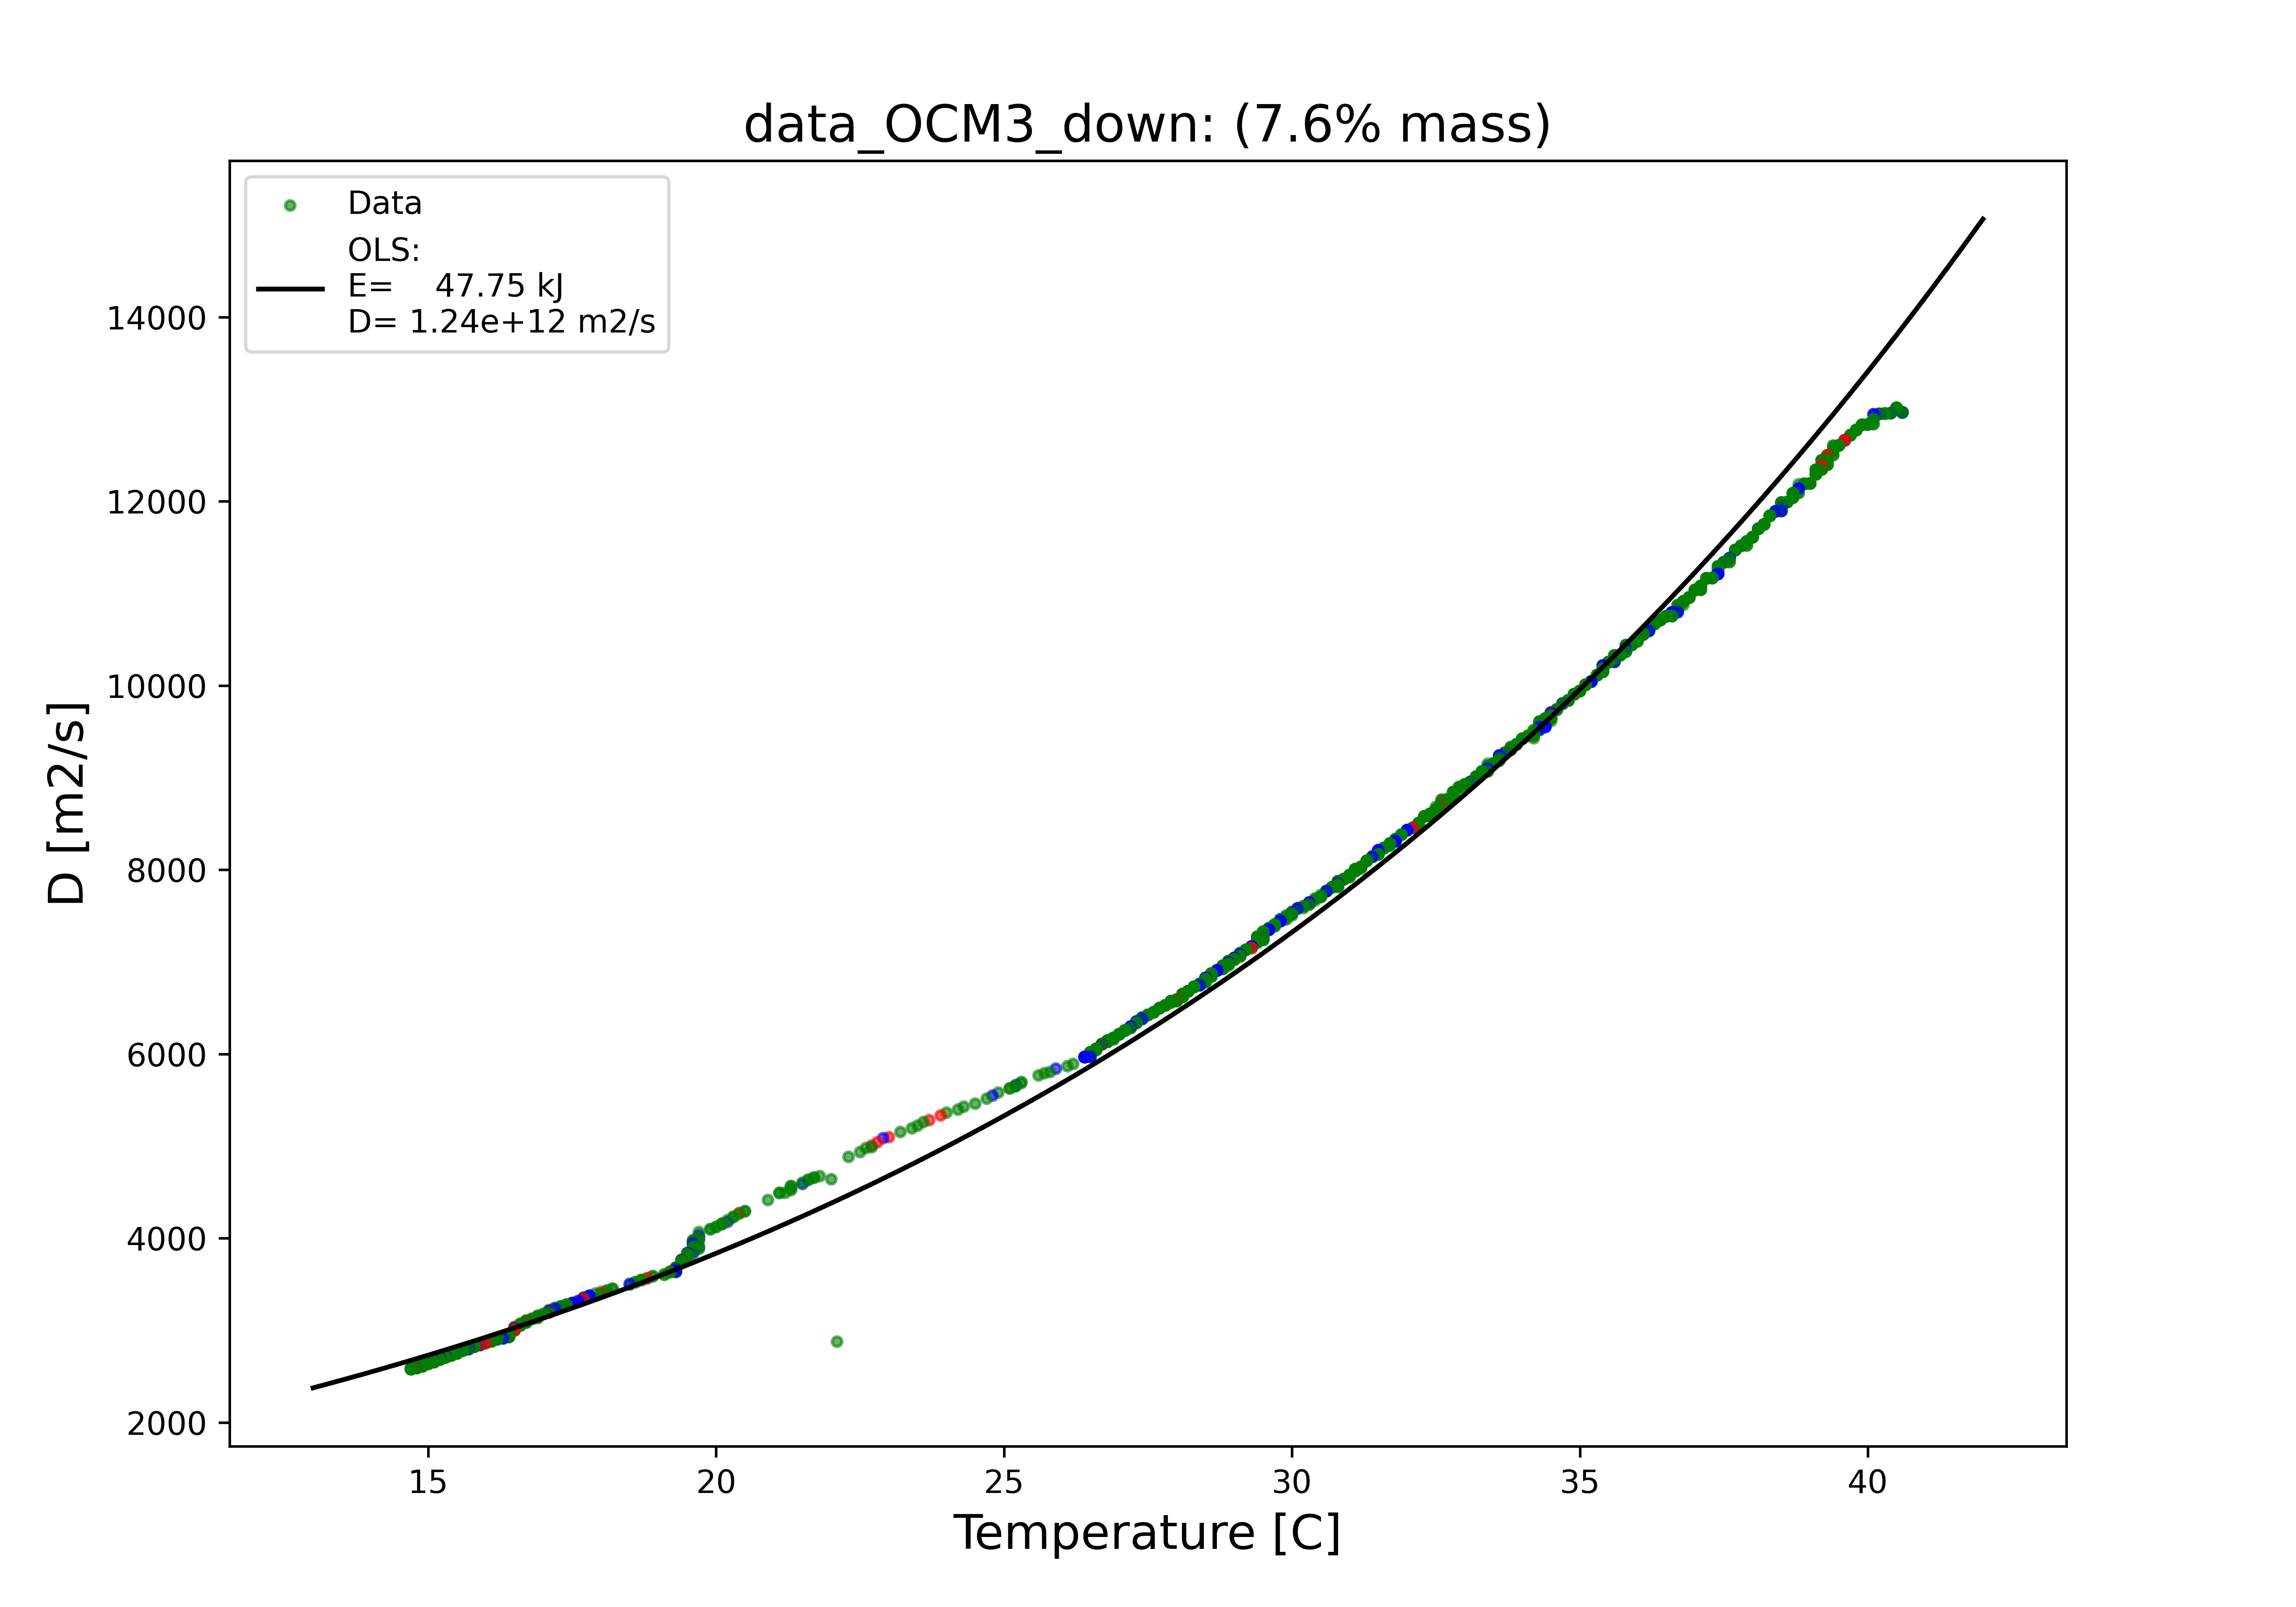 data_OCM3_down: (7.6% mass)
Data
OLS:
E= 47.75 kJ
D= 1.24e+12 m2/s
D [m2/s]
14000
12000
10000
8000
6000
4000
2000
15 20 25 30 35 40
Temperature [C]